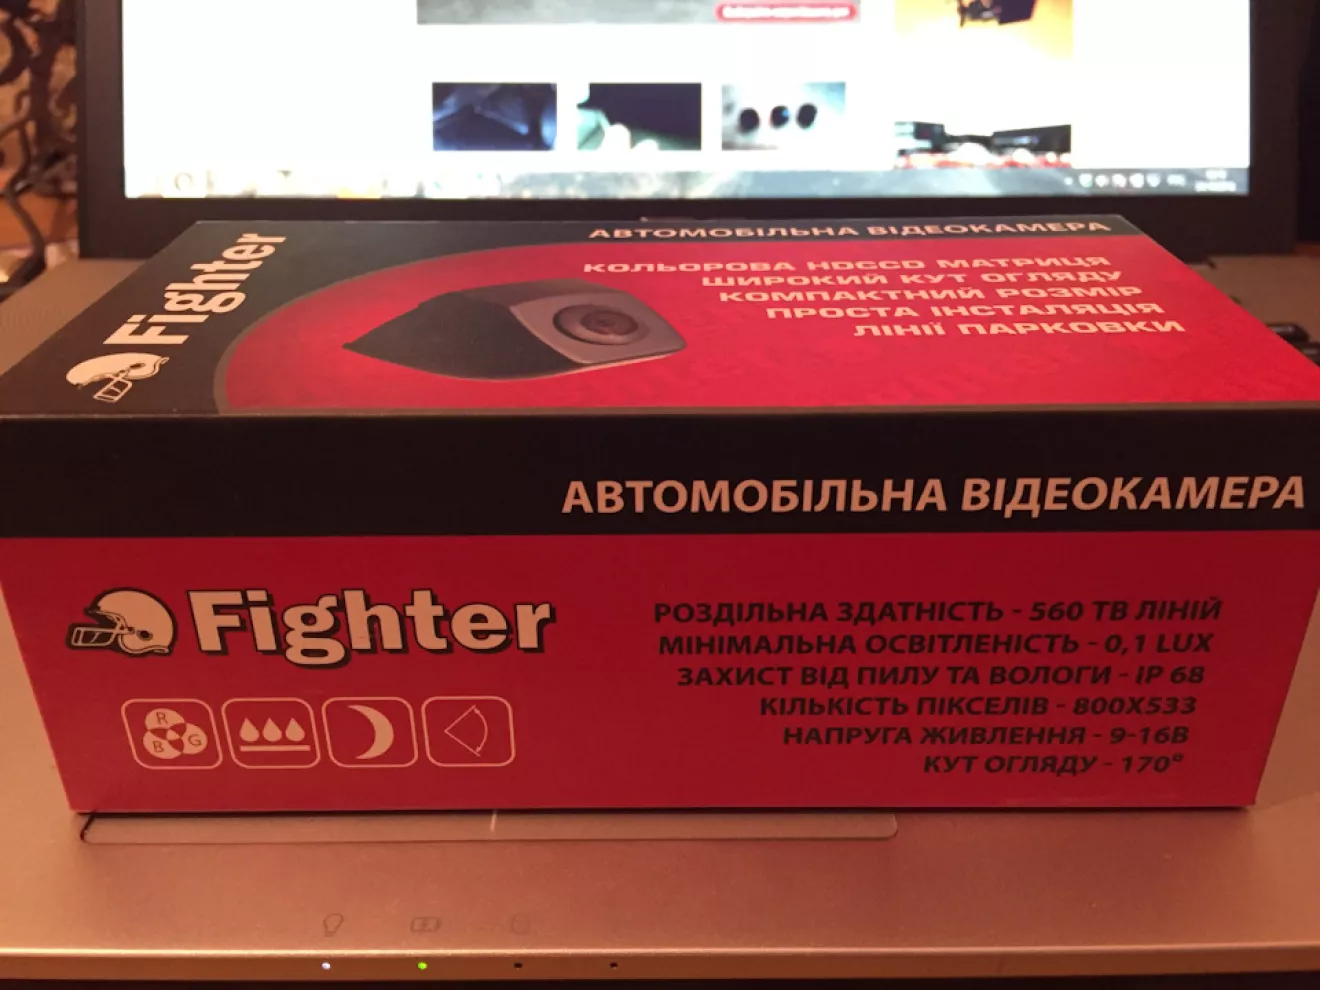 АВТОМОБІЛЬНА ВІДЕОКАМЕРА
Fighter
КОЛЬОРОВА HDCCD МАТРИЦЯ
ШИРОКИЙ КУТ ОГЛЯДУ
КОМПАКТНИЙ РОЗМІР
ПРОСТА ІНСТАЛЯЦІЯ
ЛІНІЇ ПАРКОВКИ
АВТОМОБІЛЬНА ВІДЕОКАМЕРА
Fighter
РОЗДІЛЬНА ЗДАТНІСТЬ - 560 ТВ ЛІНІЙ
МІНІМАЛЬНА ОСВІТЛЕНІСТЬ - 0,1 LUX
ЗАХИСТ ВІД ПИЛУ ТА ВОЛОГИ - iP 68
КІЛЬКІСТЬ ПІКСЕЛІВ - 800X533
НАПРУГА ЖИВЛЕННЯ - 9-16В
КУТ ОГЛЯДУ - 170°
R
B G